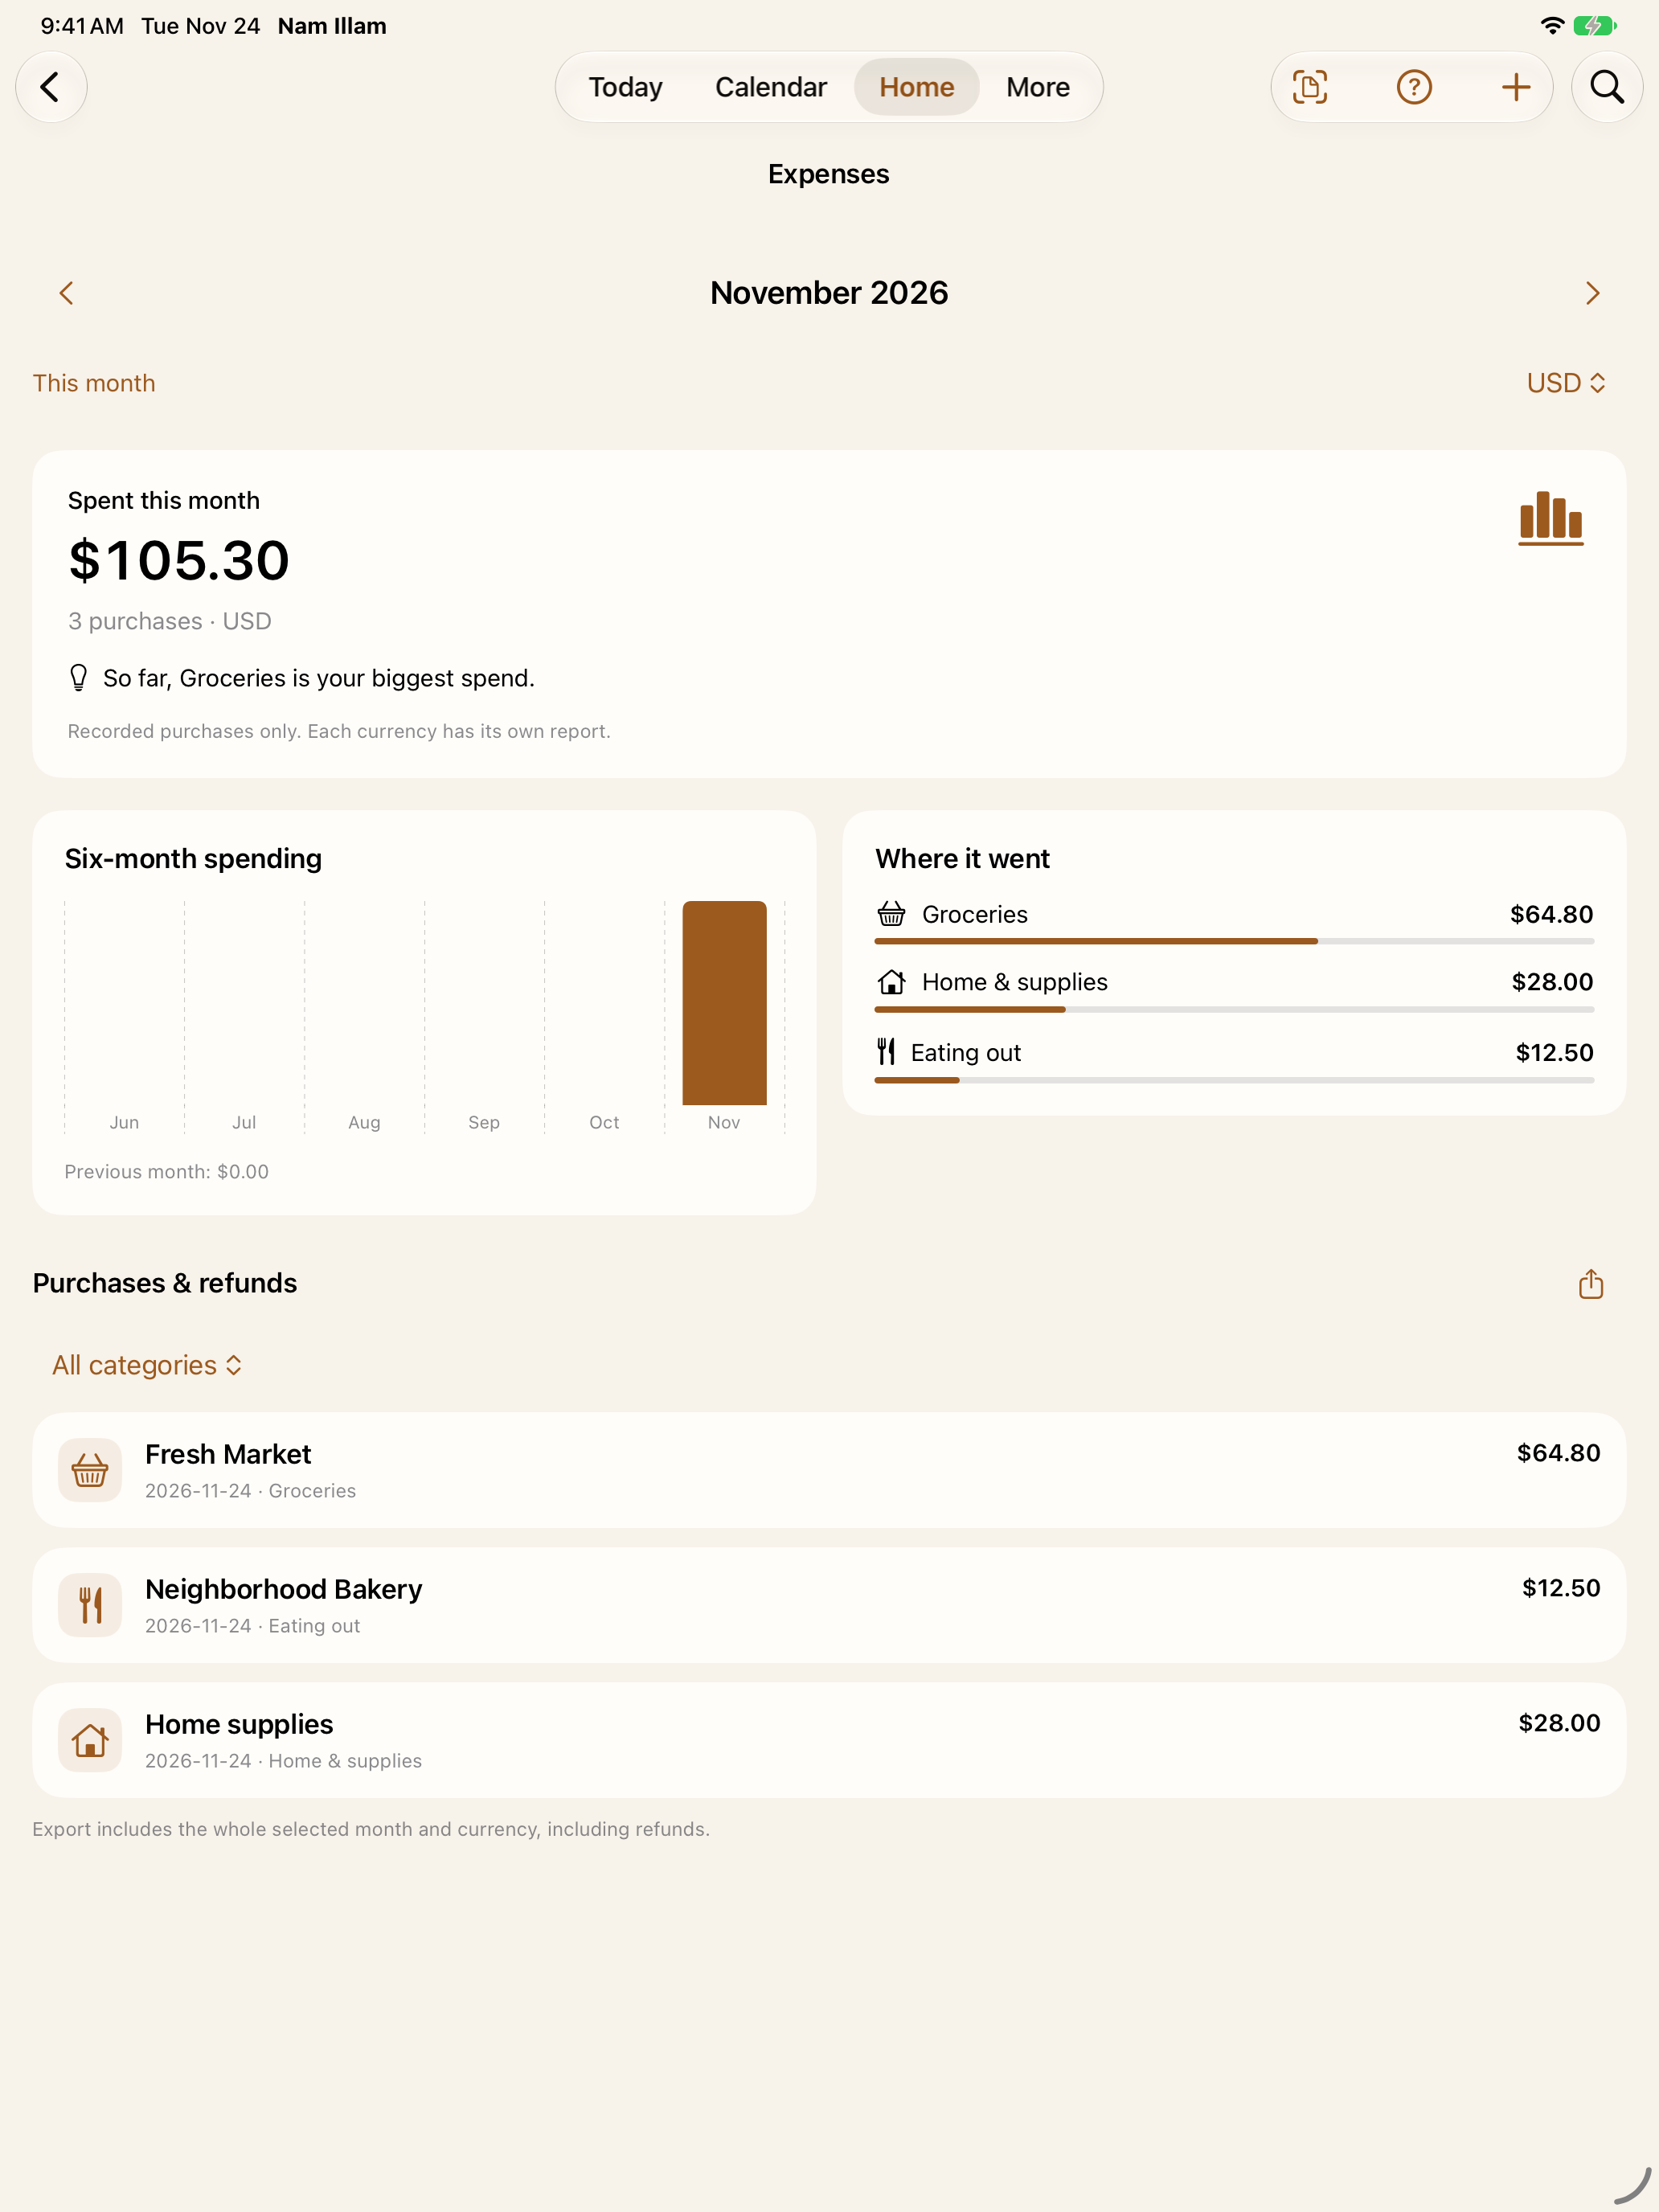 9:41 AM Tue Nov 24 Nam Illam
Today Calendar Home More
Expenses
November 2026
This month USD
Spent this month
$105.30
3 purchases · USD
So far, Groceries is your biggest spend.
Recorded purchases only. Each currency has its own report.
Six-month spending
Jun Jul Aug Sep Oct Nov
Previous month: $0.00
Where it went
Groceries $64.80
Home & supplies $28.00
Eating out $12.50
Purchases & refunds
All categories
Fresh Market $64.80
2026-11-24 · Groceries
Neighborhood Bakery $12.50
2026-11-24 · Eating out
Home supplies $28.00
2026-11-24 · Home & supplies
Export includes the whole selected month and currency, including refunds.